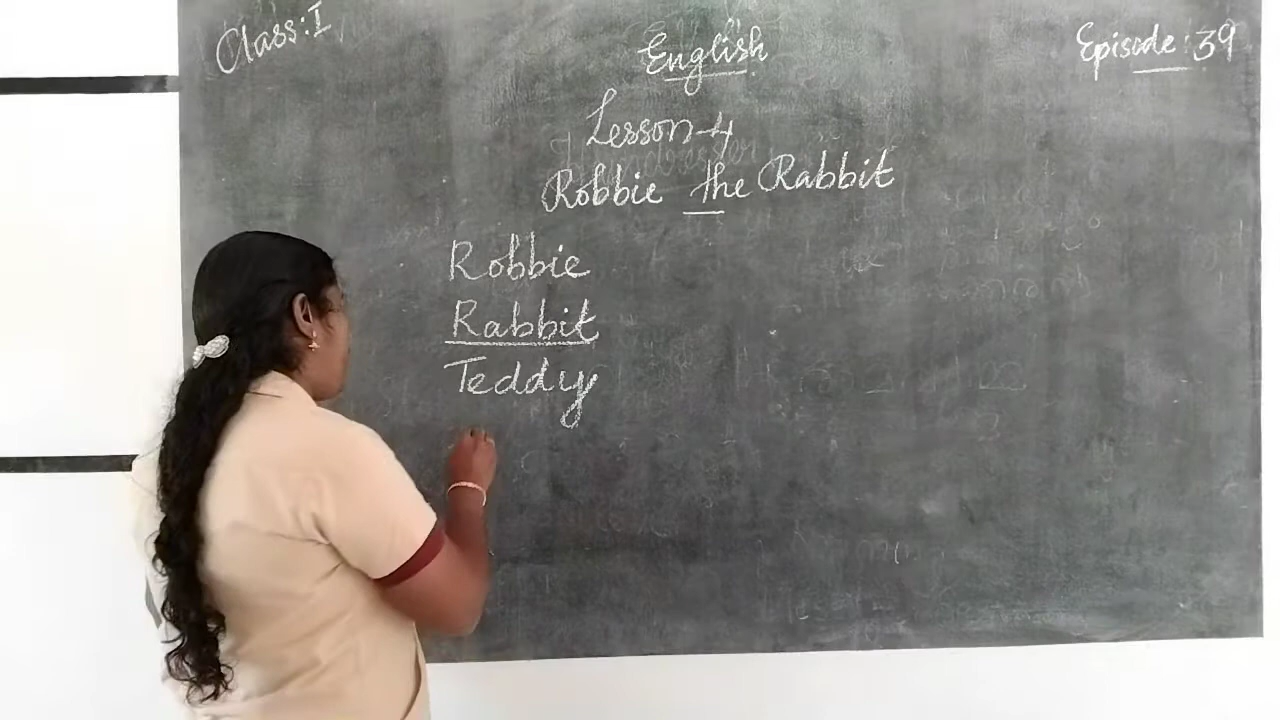 Class: I
English
Episode: 39
Lesson-4
Robbie the Rabbit
Robbie
Rabbit
Teddy